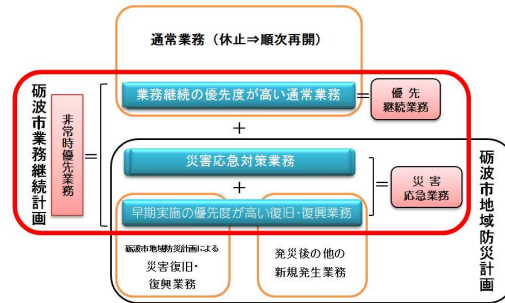 通常業務（休止⇒順次再開）
業務継続の優先度が高い通常業務
＝
優先
継続業務
砺波市業務継続計画
非常時優先業務
＝
＋
災害応急対策業務
＋
早期実施の優先度が高い復旧・復興業務
＝
災害
応急業務
砺波市地域防災計画
砺波市地域防災計画による
災害復旧・
復興業務
発災後の他の
新規発生業務